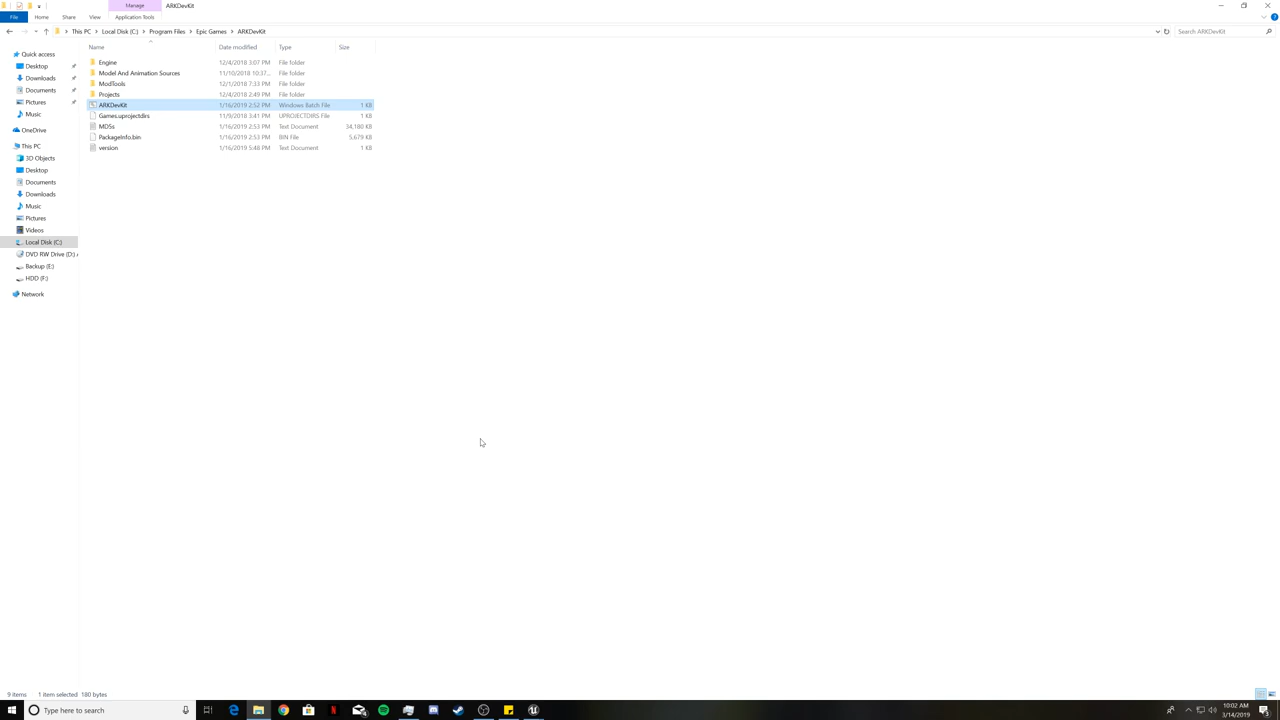 Manage ARKDevKit
File Home Share View Application Tools
This PC Local Disk (C:) Program Files Epic Games ARKDevKit Search ARKDevKit
Name Date modified Type Size
Quick access
Desktop
Downloads
Documents
Pictures
Music
OneDrive
This PC
3D Objects
Desktop
Documents
Downloads
Music
Pictures
Videos
Local Disk (C:)
DVD RW Drive (D:)
Backup (E:)
HDD (F:)
Network
Engine 12/4/2018 3:07 PM File folder
Model And Animation Sources 11/10/2018 10:37... File folder
ModTools 12/1/2018 7:33 PM File folder
Projects 12/4/2018 2:49 PM File folder
ARKDevKit 1/16/2019 2:52 PM Windows Batch File 1 KB
Games.uprojectdirs 11/9/2018 3:41 PM UPROJECTDIRS File 1 KB
MD5s 1/16/2019 2:53 PM Text Document 34,180 KB
PackageInfo.bin 1/16/2019 2:53 PM BIN File 5,679 KB
version 1/16/2019 5:48 PM Text Document 1 KB
9 items 1 item selected 180 bytes
Type here to search
10:02 AM
3/14/2019